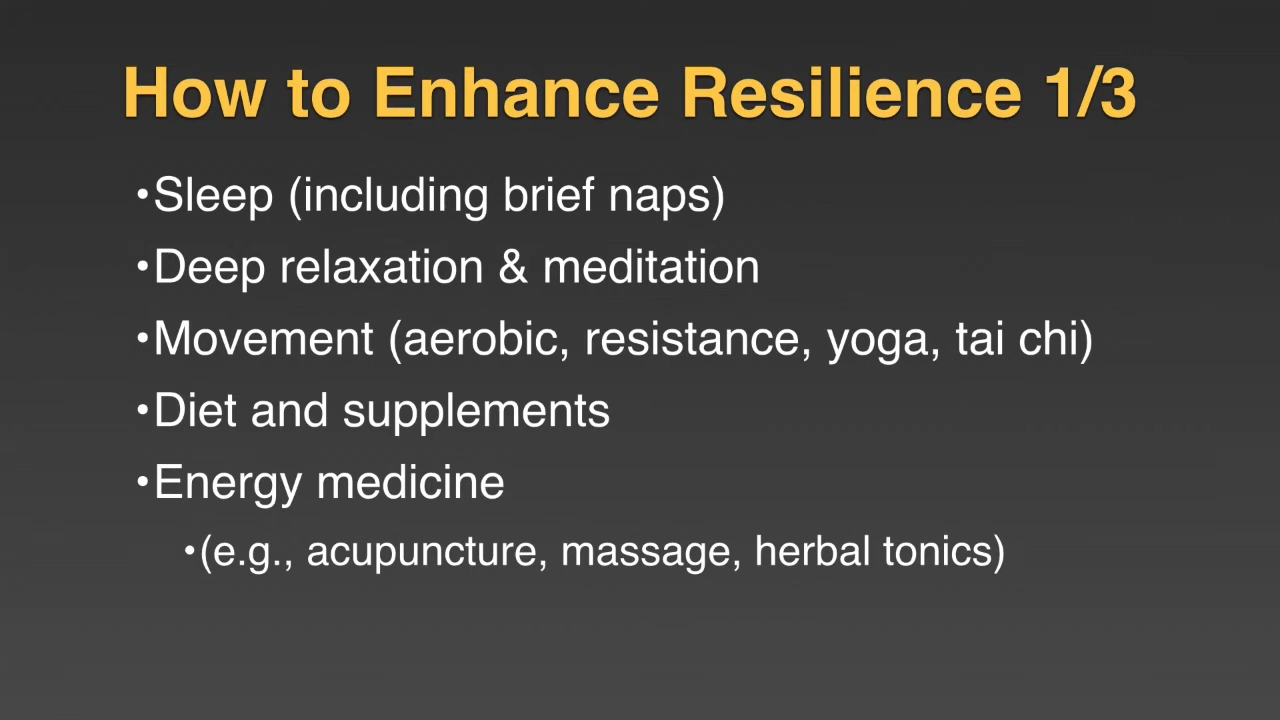 How to Enhance Resilience 1/3
•Sleep (including brief naps)
•Deep relaxation & meditation
•Movement (aerobic, resistance, yoga, tai chi)
•Diet and supplements
•Energy medicine
•(e.g., acupuncture, massage, herbal tonics)